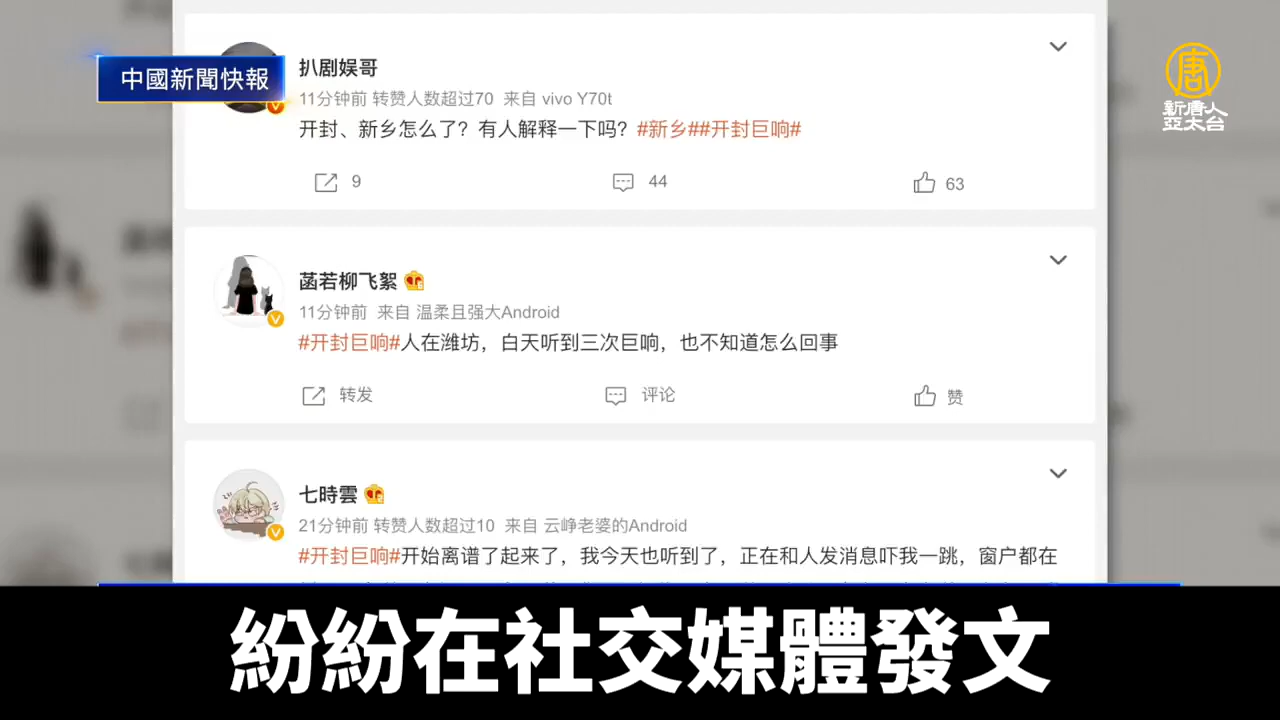 中國新聞快報
新唐人
亞太台
扒剧娱哥
11分钟前 转赞人数超过70 来自 vivo Y70t
开封、新乡怎么了？有人解释一下吗？#新乡##开封巨响#
9 44 63
菡若柳飞絮
11分钟前 来自 温柔且强大Android
#开封巨响#人在潍坊，白天听到三次巨响，也不知道怎么回事
转发 评论 赞
七時雲
21分钟前 转赞人数超过10 来自 云峥老婆的Android
#开封巨响#开始离谱了起来了，我今天也听到了，正在和人发消息吓我一跳，窗户都在
紛紛在社交媒體發文